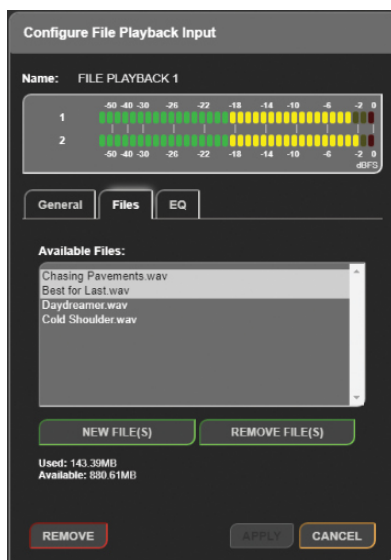 Configure File Playback Input
Name: FILE PLAYBACK 1
-50 -40 -30 -26 -22 -18 -14 -10 -6 -2 0
1
2
-50 -40 -30 -26 -22 -18 -14 -10 -6 -2 0
dBFS
General Files EQ
Available Files:
Chasing Pavements.wav
Best for Last.wav
Daydreamer.wav
Cold Shoulder.wav
NEW FILE(S) REMOVE FILE(S)
Used: 143.39MB
Available: 880.61MB
REMOVE APPLY CANCEL